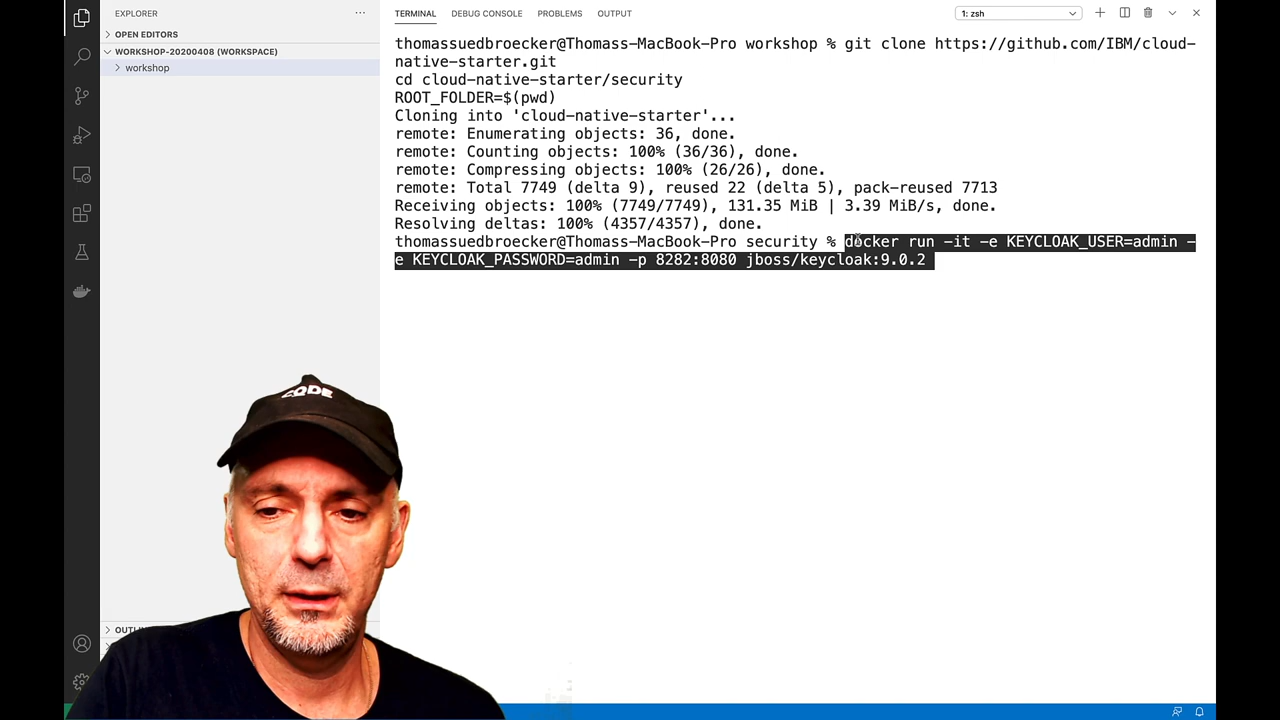 EXPLORER
OPEN EDITORS
WORKSHOP-20200408 (WORKSPACE)
workshop
TERMINAL
DEBUG CONSOLE
PROBLEMS
OUTPUT
1: zsh
thomassuedbroecker@Thomass-MacBook-Pro workshop % git clone https://github.com/IBM/cloud-
native-starter.git
cd cloud-native-starter/security
ROOT_FOLDER=$(pwd)
Cloning into 'cloud-native-starter'...
remote: Enumerating objects: 36, done.
remote: Counting objects: 100% (36/36), done.
remote: Compressing objects: 100% (26/26), done.
remote: Total 7749 (delta 9), reused 22 (delta 5), pack-reused 7713
Receiving objects: 100% (7749/7749), 131.35 MiB | 3.39 MiB/s, done.
Resolving deltas: 100% (4357/4357), done.
thomassuedbroecker@Thomass-MacBook-Pro security % docker run -it -e KEYCLOAK_USER=admin -
e KEYCLOAK_PASSWORD=admin -p 8282:8080 jboss/keycloak:9.0.2
CODE